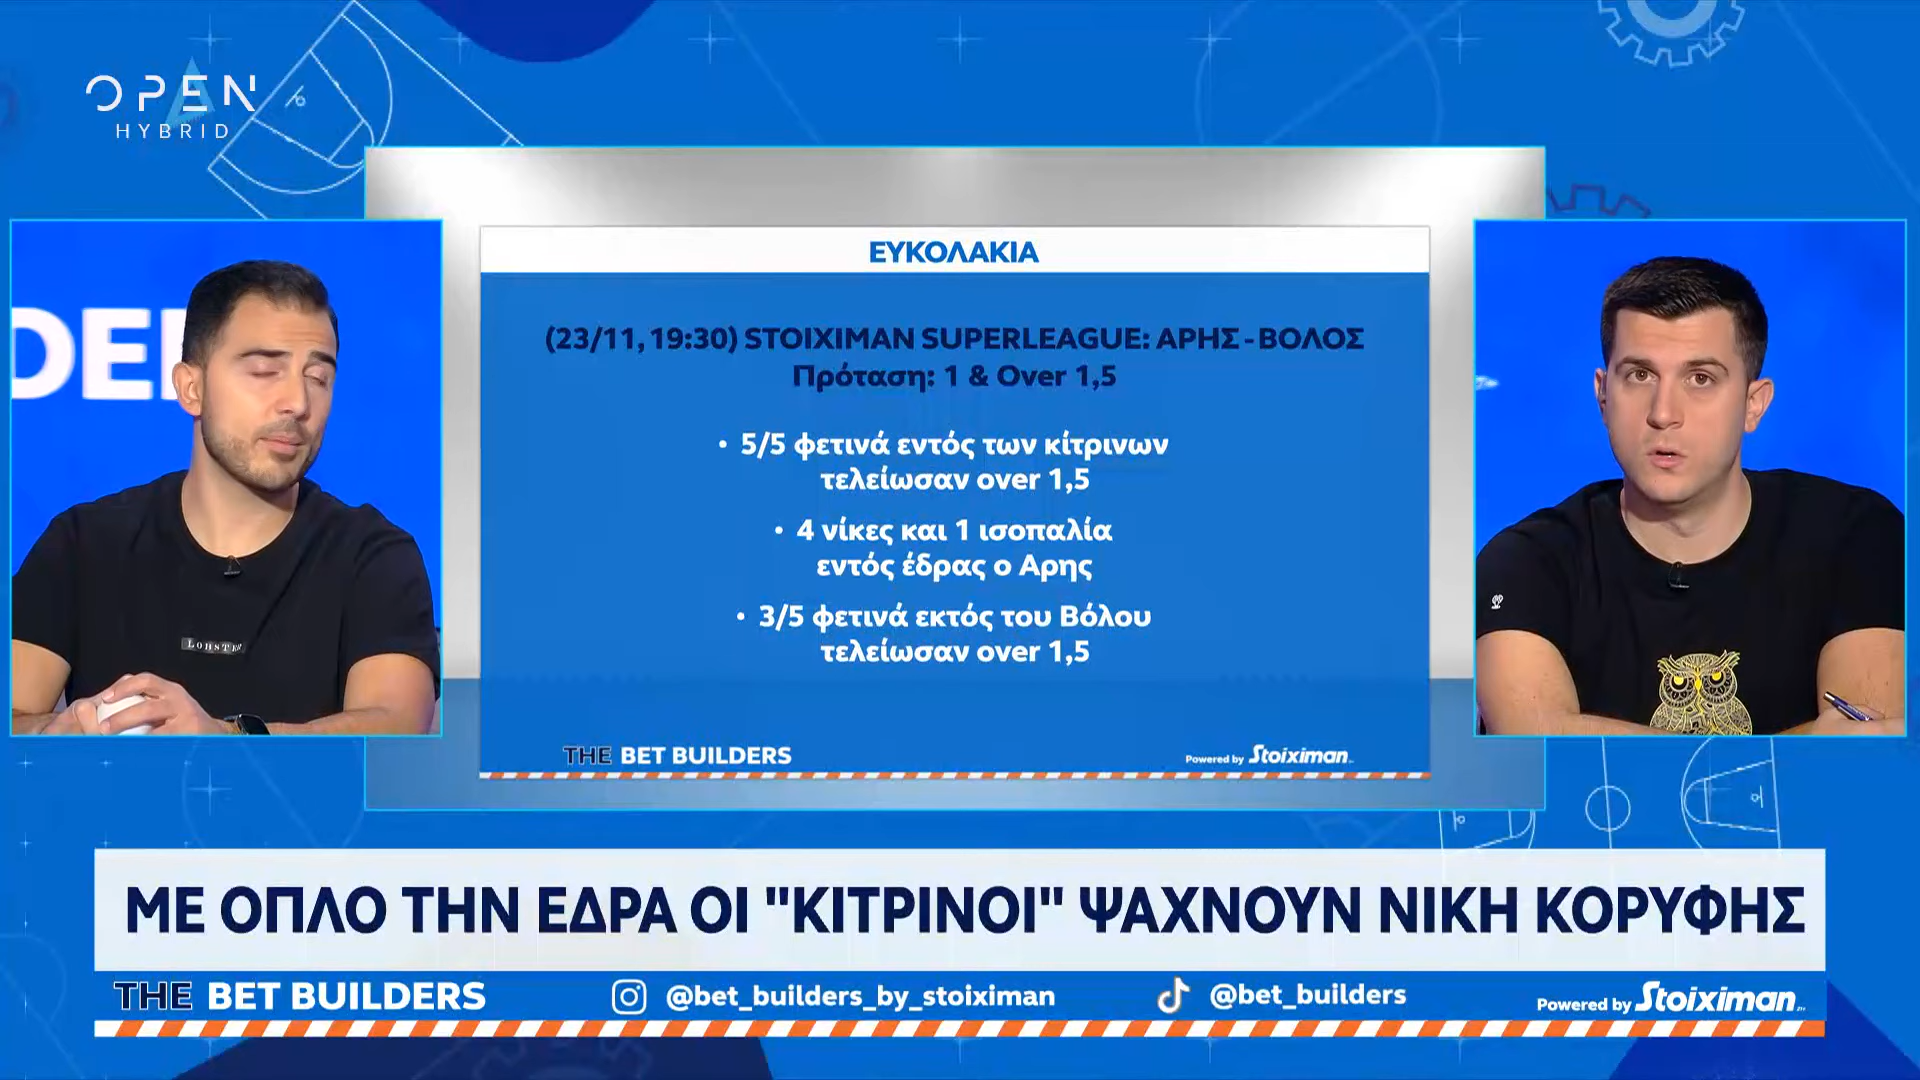 OPEN
HYBRID
ΕΥΚΟΛΑΚΙΑ
(23/11, 19:30) STOIXIMAN SUPERLEAGUE: ΑΡΗΣ - ΒΟΛΟΣ
Πρόταση: 1 & Over 1,5
• 5/5 φετινά εντός των κίτρινων
τελείωσαν over 1,5
• 4 νίκες και 1 ισοπαλία
εντός έδρας ο Αρης
• 3/5 φετινά εκτός του Βόλου
τελείωσαν over 1,5
THE BET BUILDERS
Powered by Stoiximan
ΜΕ ΟΠΛΟ ΤΗΝ ΕΔΡΑ ΟΙ "ΚΙΤΡΙΝΟΙ" ΨΑΧΝΟΥΝ ΝΙΚΗ ΚΟΡΥΦΗΣ
THE BET BUILDERS
@bet_builders_by_stoiximan
@bet_builders
Powered by Stoiximan